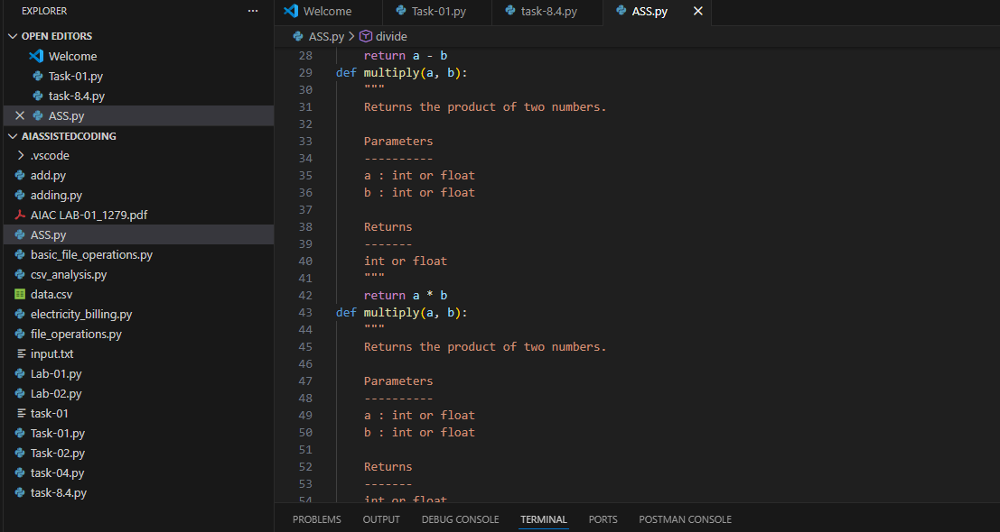 EXPLORER
...
OPEN EDITORS
Welcome
Task-01.py
task-8.4.py
ASS.py
AIASSISTEDCODING
.vscode
add.py
adding.py
AIAC LAB-01_1279.pdf
ASS.py
basic_file_operations.py
csv_analysis.py
data.csv
electricity_billing.py
file_operations.py
input.txt
Lab-01.py
Lab-02.py
task-01
Task-01.py
Task-02.py
task-04.py
task-8.4.py
Welcome Task-01.py task-8.4.py ASS.py
ASS.py > divide
28 return a - b
29 def multiply(a, b):
30 """
31 Returns the product of two numbers.
32
33 Parameters
34 ----------
35 a : int or float
36 b : int or float
37
38 Returns
39 -------
40 int or float
41 """
42 return a * b
43 def multiply(a, b):
44 """
45 Returns the product of two numbers.
46
47 Parameters
48 ----------
49 a : int or float
50 b : int or float
51
52 Returns
53 -------
54 int or float
PROBLEMS OUTPUT DEBUG CONSOLE TERMINAL PORTS POSTMAN CONSOLE